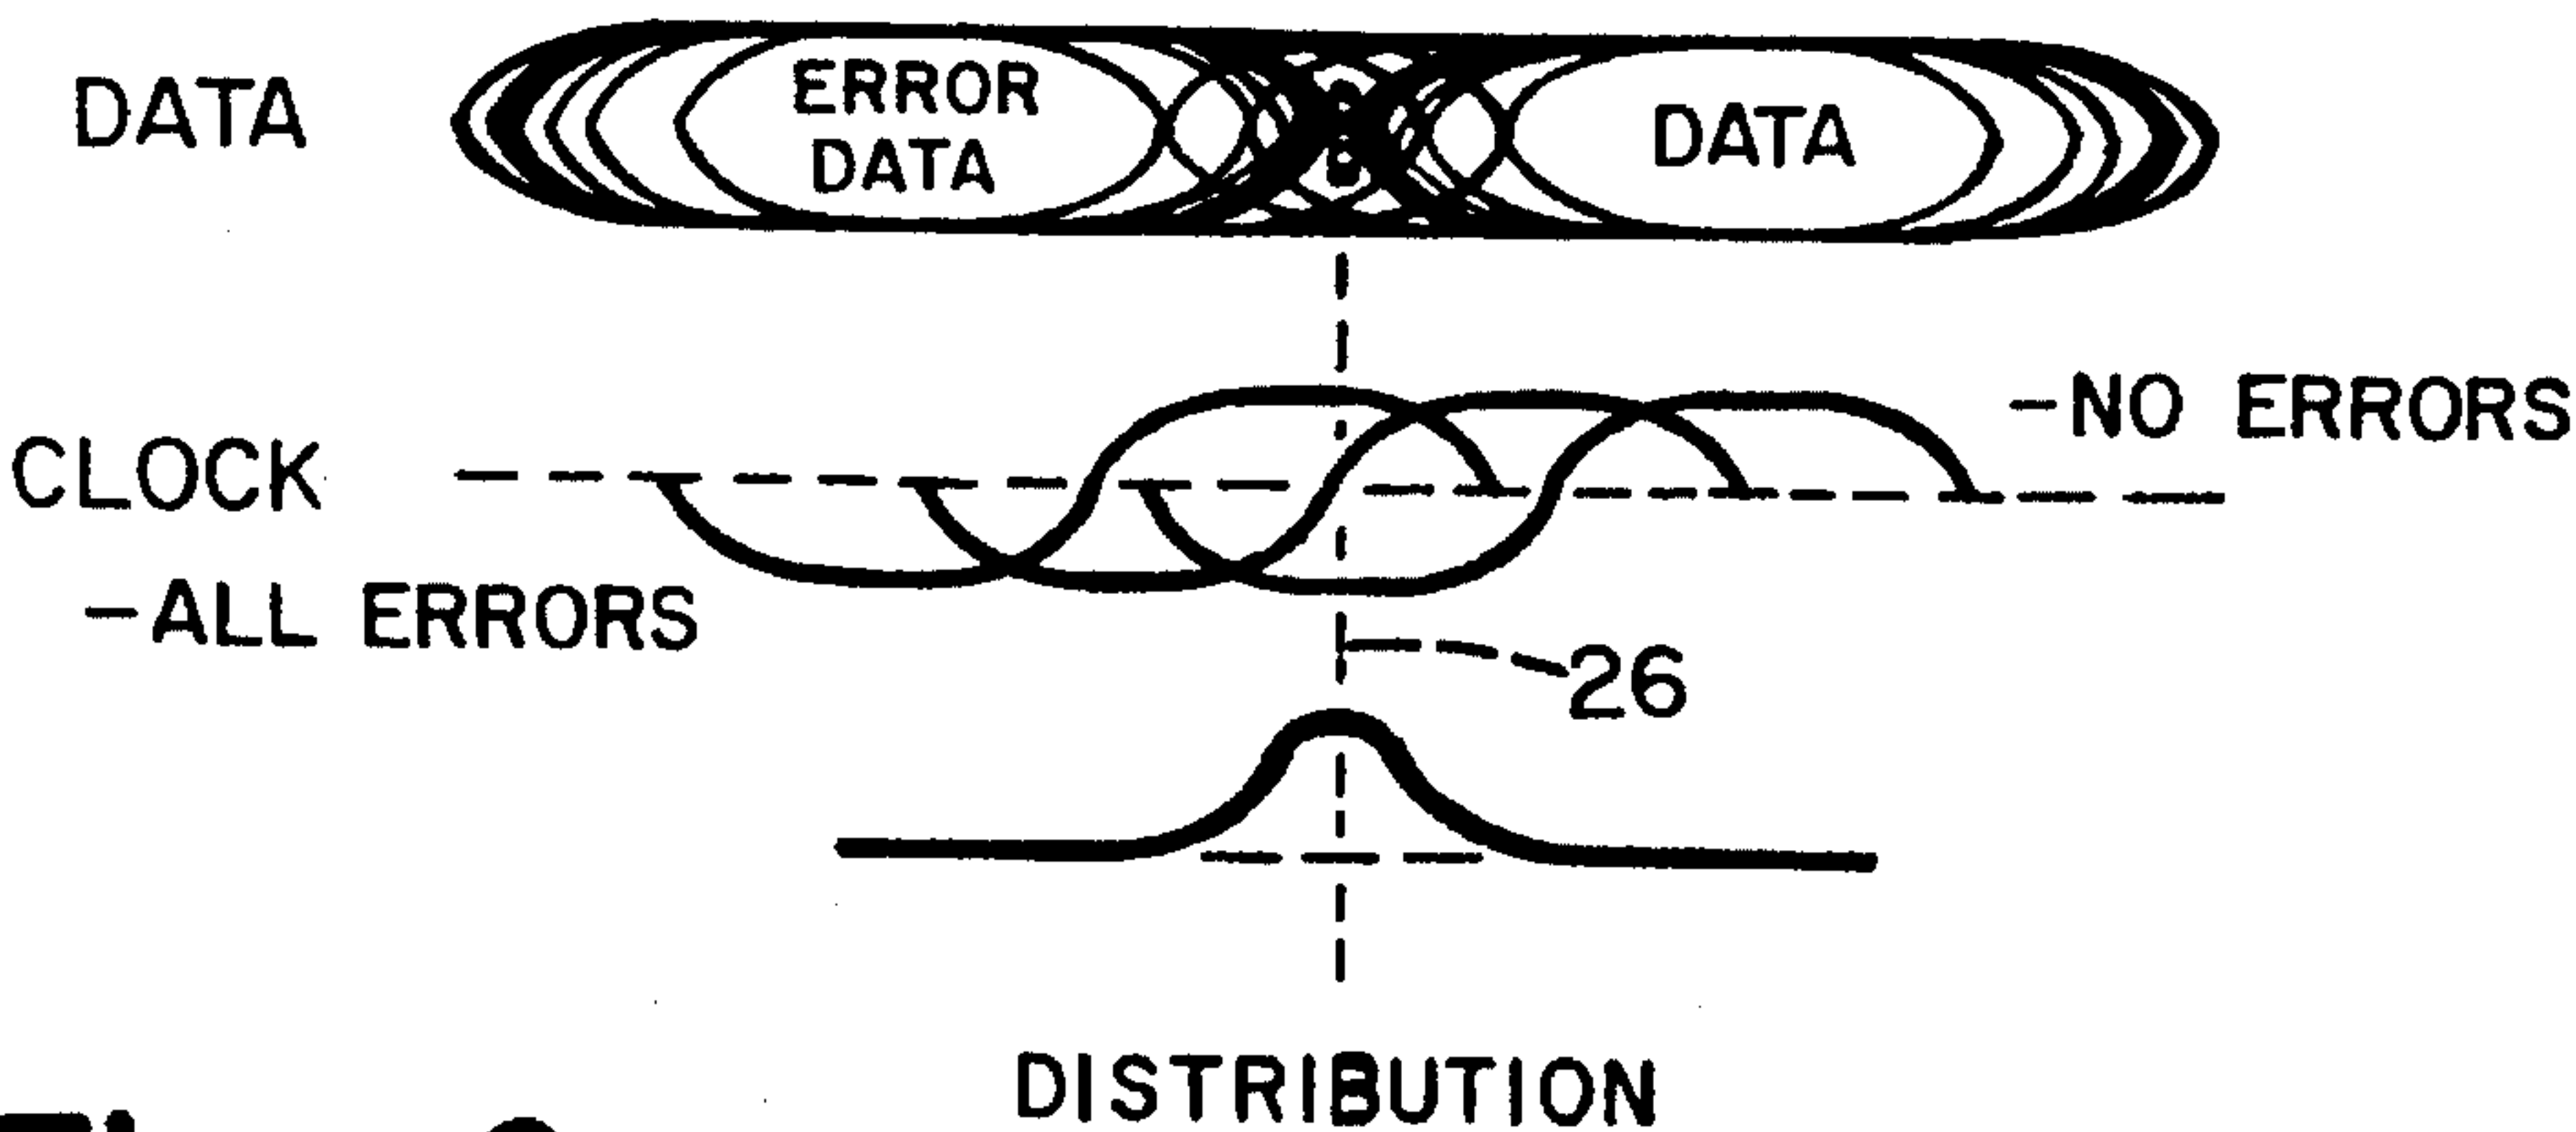 DATA
ERROR
DATA
DATA
-NO ERRORS
CLOCK
-ALL ERRORS
26
DISTRIBUTION